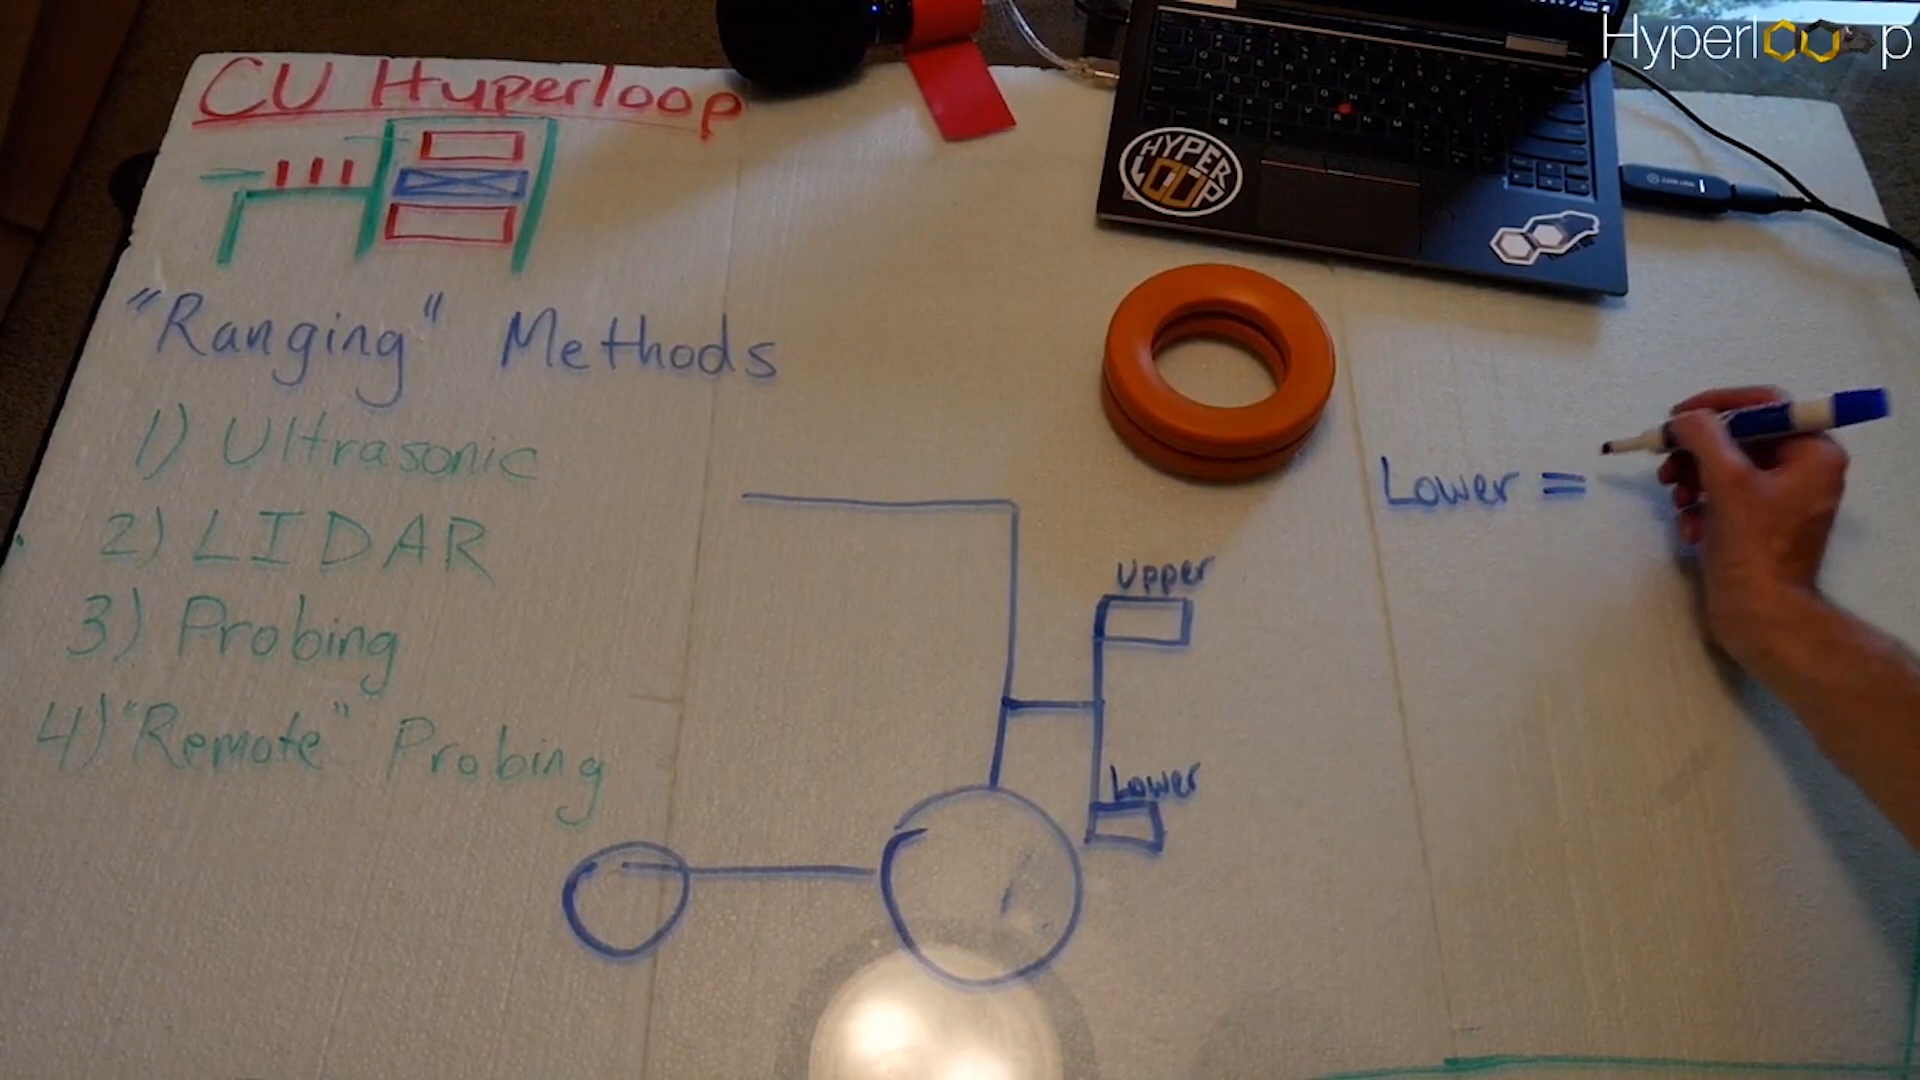 Hyperloop
CU Hyperloop
HYPER
LOOP
"Ranging" Methods
1) Ultrasonic
2) LIDAR
3) Probing
4) "Remote" Probing
Upper
Lower
Lower =